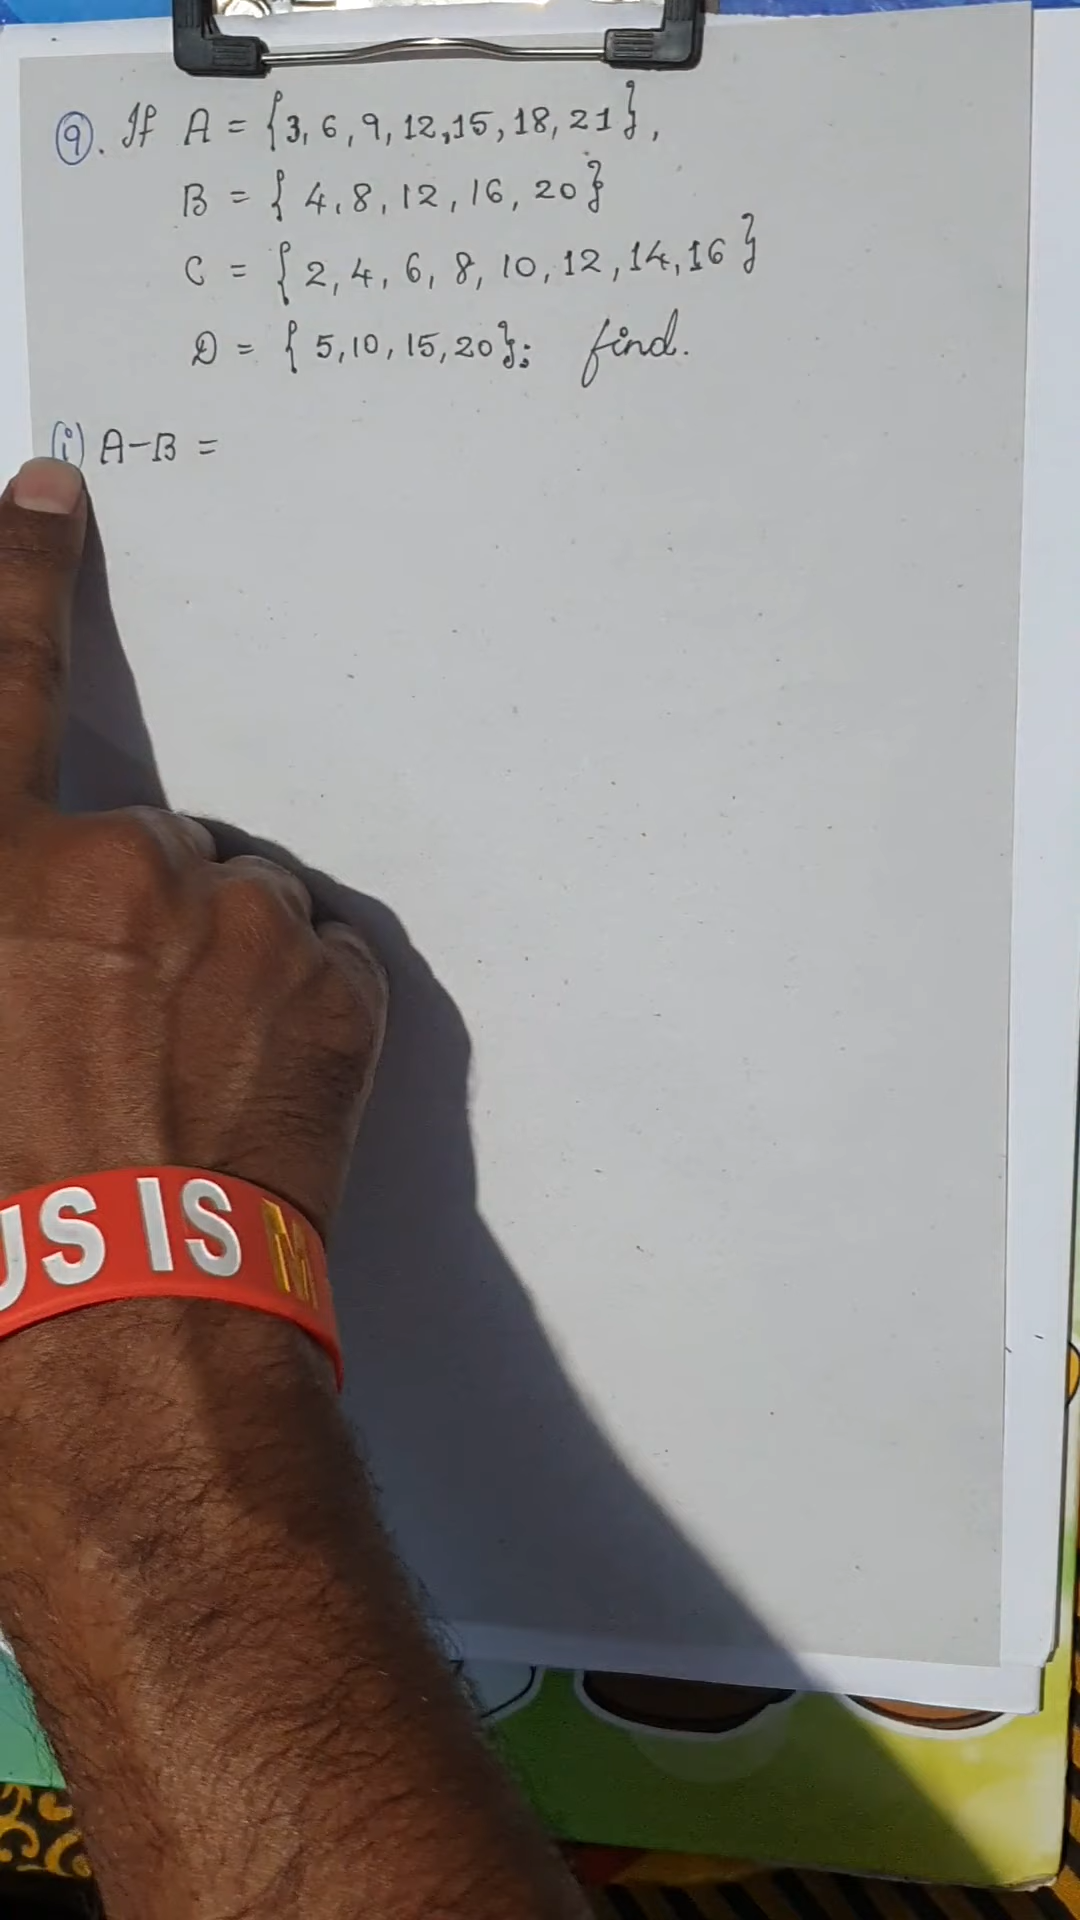 9. If A = {3, 6, 9, 12, 15, 18, 21},
B = { 4, 8, 12, 16, 20}
C = { 2, 4, 6, 8, 10, 12, 14, 16 }
D = { 5, 10, 15, 20}; find.
(i) A-B =
US IS M